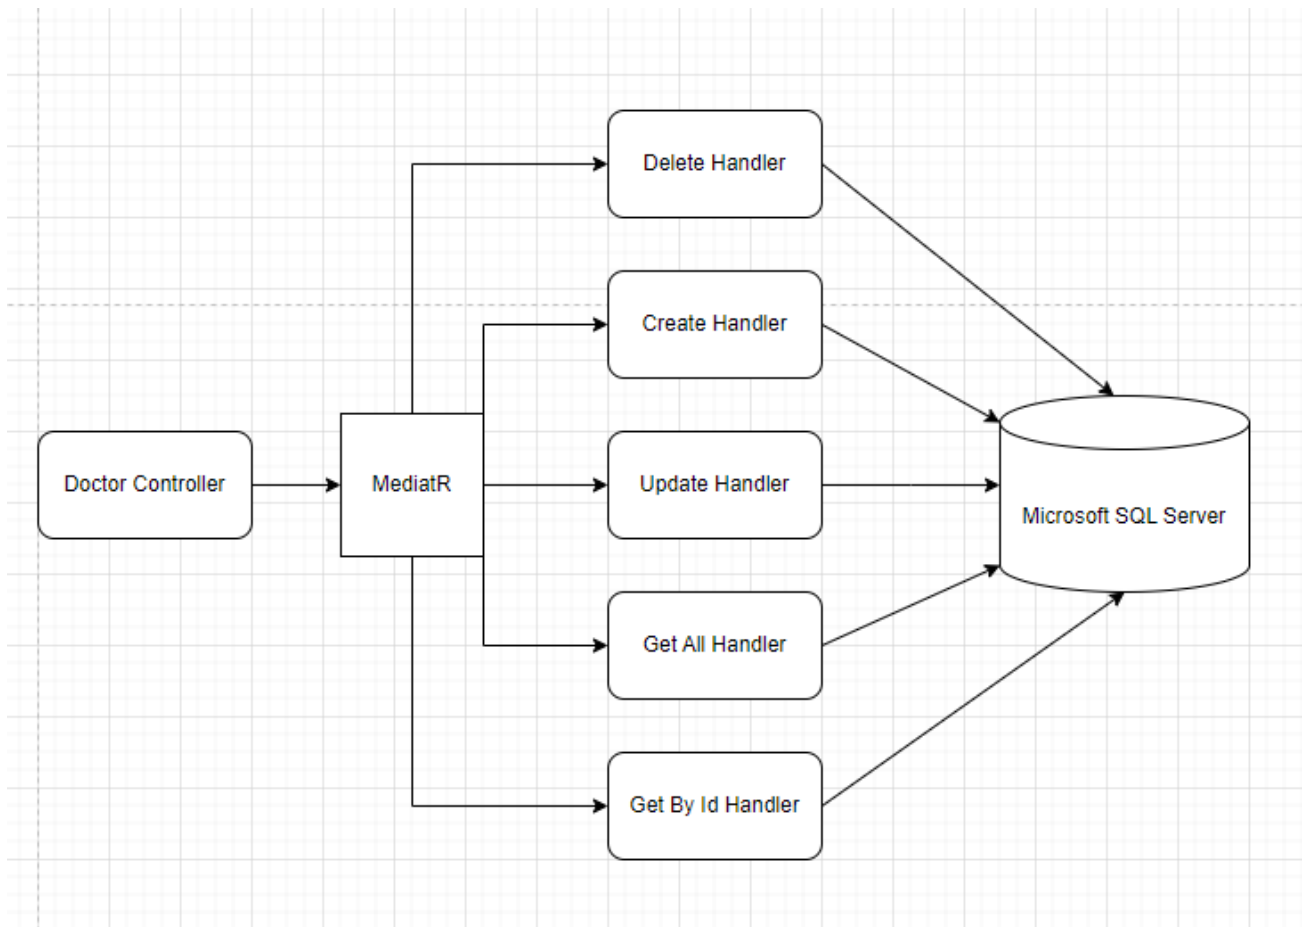 Delete Handler
Create Handler
Doctor Controller
MediatR
Update Handler
Microsoft SQL Server
Get All Handler
Get By Id Handler